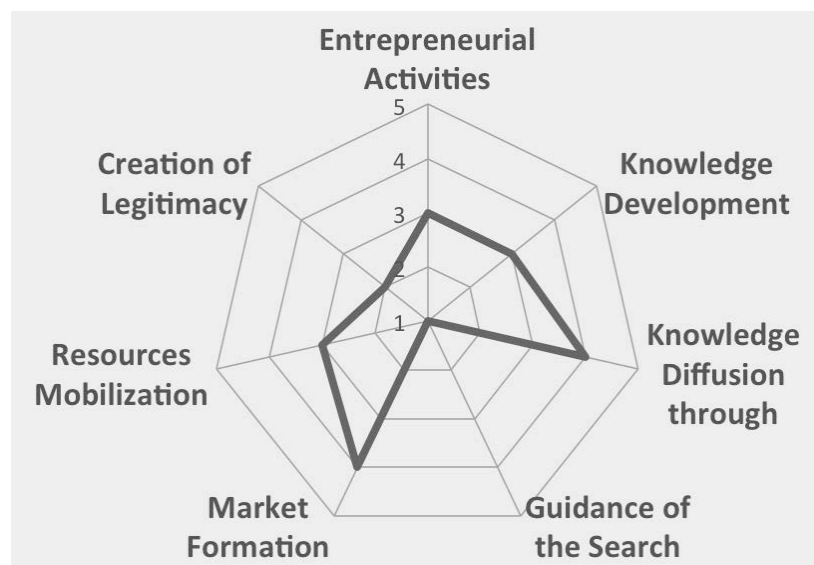 Entrepreneurial
Activities
5
4
3
2
1
Creation of
Legitimacy
Knowledge
Development
Resources
Mobilization
Knowledge
Diffusion
through
Market
Formation
Guidance of
the Search